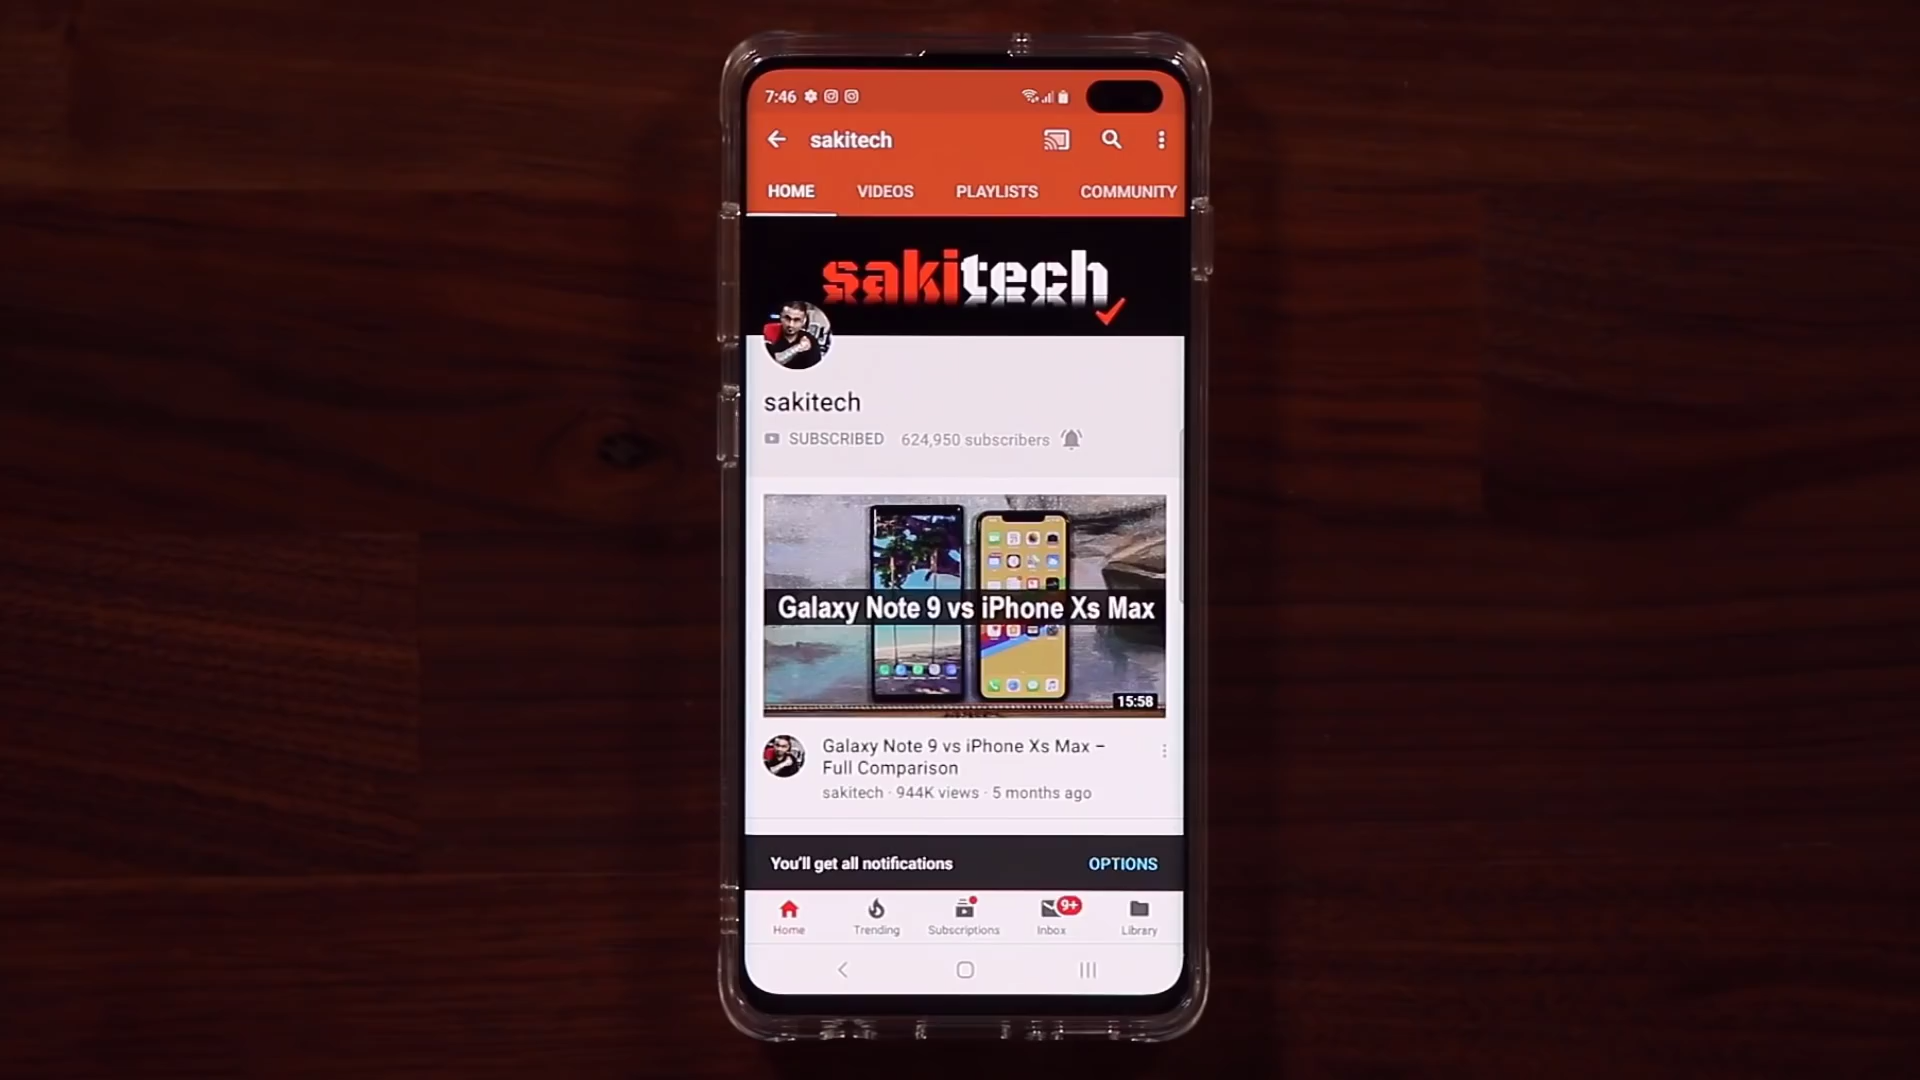 7:46
sakitech
HOME VIDEOS PLAYLISTS COMMUNITY
sakitech
sakitech
SUBSCRIBED 624,950 subscribers
Galaxy Note 9 vs iPhone Xs Max
15:58
Galaxy Note 9 vs iPhone Xs Max –
Full Comparison
sakitech · 944K views · 5 months ago
You'll get all notifications OPTIONS
9+
Home Trending Subscriptions Inbox Library